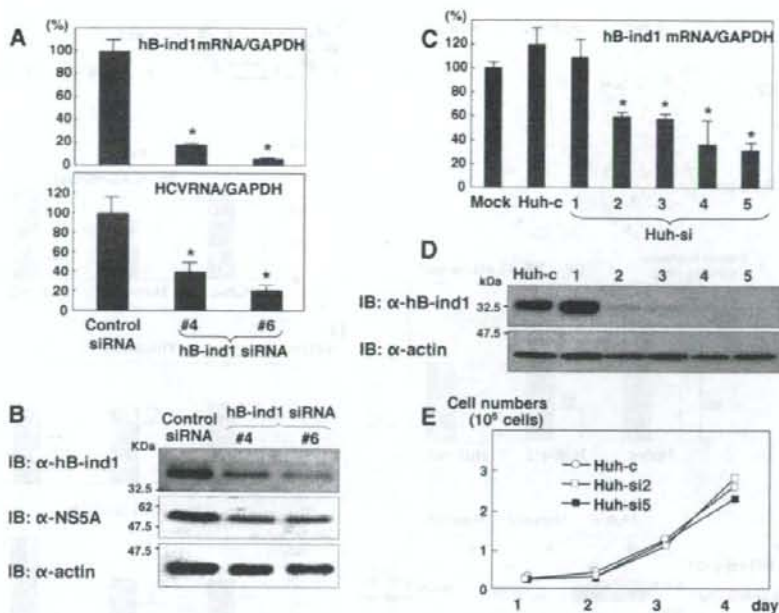 A
(%)
hB-ind1mRNA/GAPDH
100
80
60
40
20
0
HCVRNA/GAPDH
120
100
80
60
40
20
0
Control siRNA
#4
#6
hB-ind1 siRNA
B
Control siRNA
hB-ind1 siRNA
#4
#6
KDa
IB: α-hB-ind1
32.5
IB: α-NS5A
62
47.5
IB: α-actin
47.5
C
(%)
hB-ind1 mRNA/GAPDH
120
100
80
60
40
20
0
Mock
Huh-c
1
2
3
4
5
Huh-si
D
kDa
Huh-c
1
2
3
4
5
IB: α-hB-ind1
32.5
47.5
IB: α-actin
E
Cell numbers
(10⁶ cells)
Huh-c
Huh-si2
Huh-si5
3
2
1
0
1
2
3
4
day